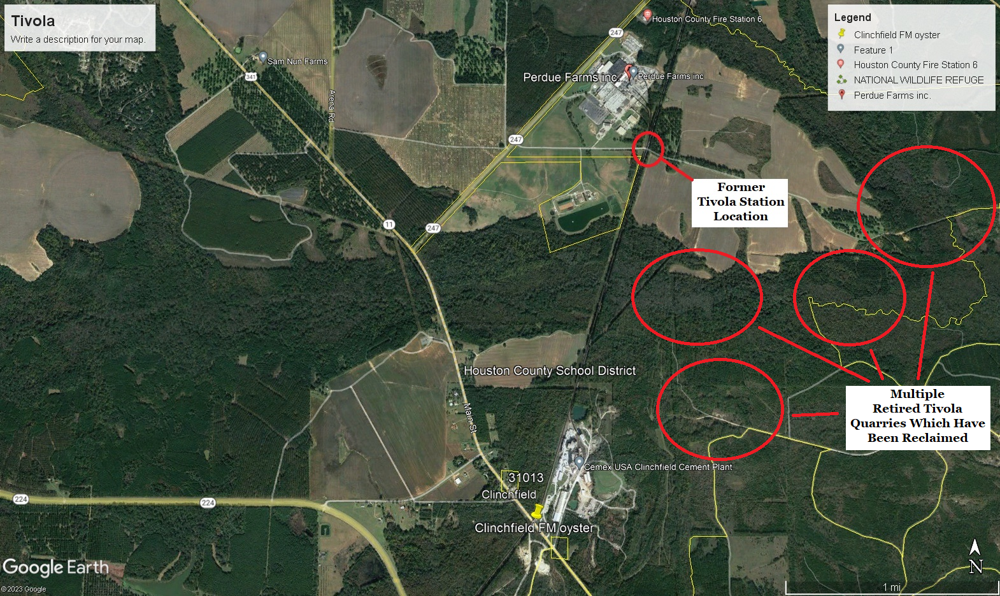 Tivola
Write a description for your map.
Legend
Clinchfield FM oyster
Feature 1
Houston County Fire Station 6
NATIONAL WILDLIFE REFUGE
Perdue Farms inc.
Houston County Fire Station 6
247
Sam Nun Farms
341
Perdue Farms inc.
Perdue Farms inc
Arena Rd
247
Former
Tivola Station
Location
11
247
Houston County School District
Multiple
Retired Tivola
Quarries Which Have
Been Reclaimed
Main St
Cemex USA Clinchfield Cement Plant
31013
Clinchfield
224
224
Clinchfield FM oyster
Google Earth
N
©2023 Google
1 mi